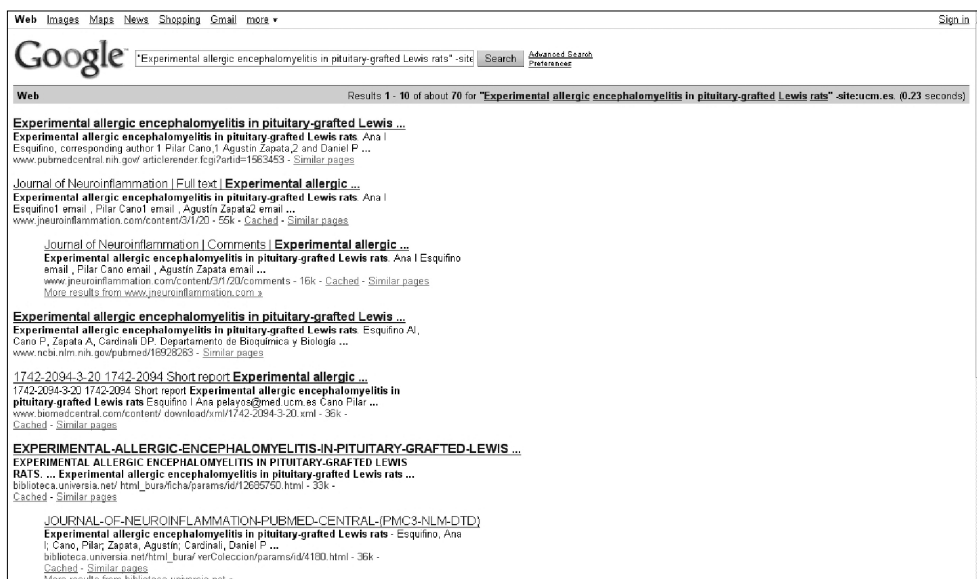 Web Images Maps News Shopping Gmail more ▾
Sign in
Google
"Experimental allergic encephalomyelitis in pituitary-grafted Lewis rats" -site
Search
Advanced Search
Preferences
Web
Results 1 - 10 of about 70 for "Experimental allergic encephalomyelitis in pituitary-grafted Lewis rats" -site:ucm.es. (0.23 seconds)
Experimental allergic encephalomyelitis in pituitary-grafted Lewis ...
Experimental allergic encephalomyelitis in pituitary-grafted Lewis rats. Ana I
Esquifino, corresponding author 1 Pilar Cano,1 Agustín Zapata,2 and Daniel P ...
www.pubmedcentral.nih.gov/ articlerender.fcgi?artid=1563453 - Similar pages
Journal of Neuroinflammation | Full text | Experimental allergic ...
Experimental allergic encephalomyelitis in pituitary-grafted Lewis rats. Ana I
Esquifino1 email , Pilar Cano1 email , Agustín Zapata2 email ...
www.jneuroinflammation.com/content/3/1/20 - 55k - Cached - Similar pages
Journal of Neuroinflammation | Comments | Experimental allergic ...
Experimental allergic encephalomyelitis in pituitary-grafted Lewis rats. Ana I Esquifino
email , Pilar Cano email , Agustín Zapata email ...
www.jneuroinflammation.com/content/3/1/20/comments - 16k - Cached - Similar pages
More results from www.jneuroinflammation.com »
Experimental allergic encephalomyelitis in pituitary-grafted Lewis ...
Experimental allergic encephalomyelitis in pituitary-grafted Lewis rats. Esquifino AI,
Cano P, Zapata A, Cardinali DP. Departamento de Bioquímica y Biología ...
www.ncbi.nlm.nih.gov/pubmed/16928263 - Similar pages
1742-2094-3-20 1742-2094 Short report Experimental allergic ...
1742-2094-3-20 1742-2094 Short report Experimental allergic encephalomyelitis in
pituitary-grafted Lewis rats Esquifino I Ana pelayos@med.ucm.es Cano Pilar ...
www.biomedcentral.com/content/ download/xml/1742-2094-3-20.xml - 36k -
Cached - Similar pages
EXPERIMENTAL-ALLERGIC-ENCEPHALOMYELITIS-IN-PITUITARY-GRAFTED-LEWIS ...
EXPERIMENTAL ALLERGIC ENCEPHALOMYELITIS IN PITUITARY-GRAFTED LEWIS
RATS. ... Experimental allergic encephalomyelitis in pituitary-grafted Lewis rats ...
biblioteca.universia.net/ html_bura/ficha/params/id/12685750.html - 33k -
Cached - Similar pages
JOURNAL-OF-NEUROINFLAMMATION-PUBMED-CENTRAL-(PMC3-NLM-DTD)
Experimental allergic encephalomyelitis in pituitary-grafted Lewis rats - Esquifino, Ana
I; Cano, Pilar; Zapata, Agustín; Cardinali, Daniel P ...
biblioteca.universia.net/html_bura/ verColeccion/params/id/4180.html - 36k -
Cached - Similar pages
More results from biblioteca.universia.net »